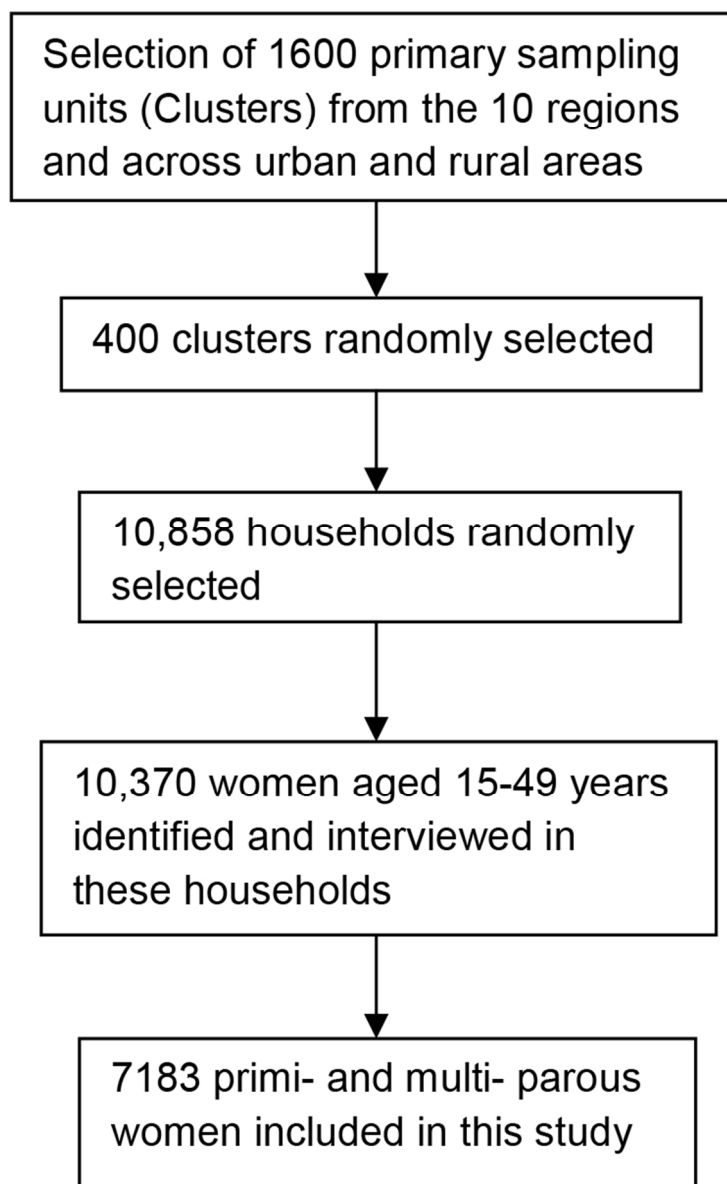 Selection of 1600 primary sampling
units (Clusters) from the 10 regions
and across urban and rural areas
400 clusters randomly selected
10,858 households randomly
selected
10,370 women aged 15-49 years
identified and interviewed in
these households
7183 primi- and multi- parous
women included in this study